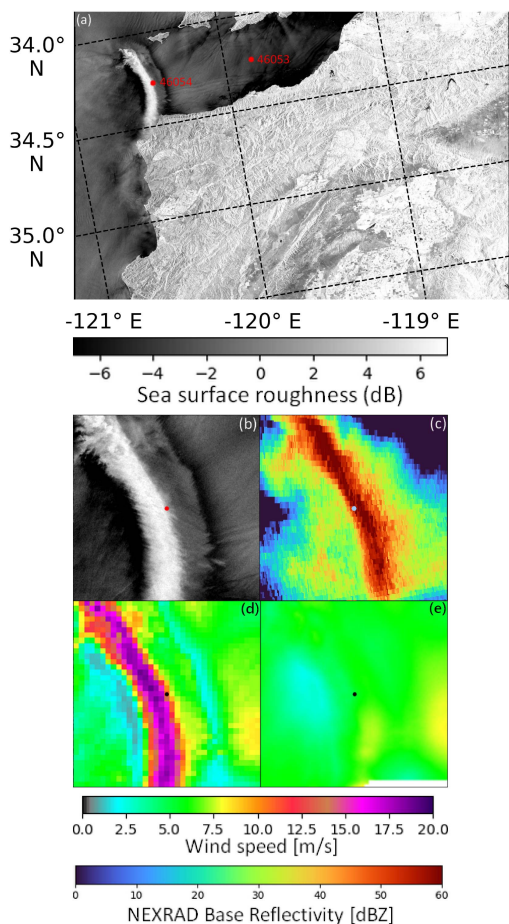 (a)
34.0°
N
46053
46054
34.5°
N
35.0°
N
-121° E -120° E -119° E
−6 −4 −2 0 2 4 6
Sea surface roughness (dB)
(b) (c)
(d) (e)
0.0 2.5 5.0 7.5 10.0 12.5 15.0 17.5 20.0
Wind speed [m/s]
0 10 20 30 40 50 60
NEXRAD Base Reflectivity [dBZ]